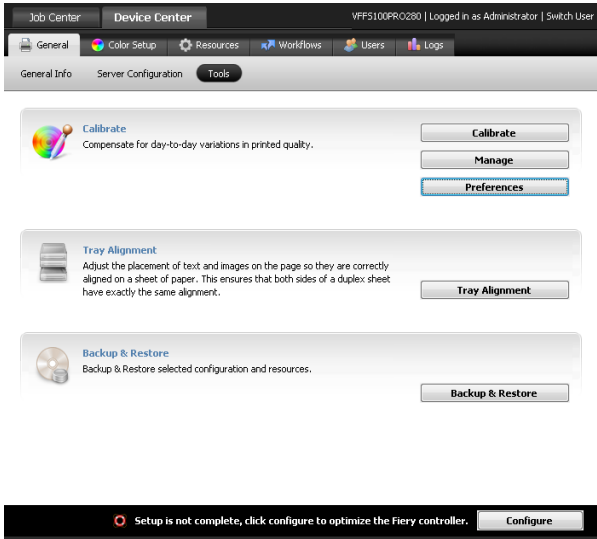 Job Center Device Center VFFS100PRO280 | Logged in as Administrator | Switch User
General Color Setup Resources Workflows Users Logs
General Info Server Configuration Tools
Calibrate
Compensate for day-to-day variations in printed quality.
Calibrate
Manage
Preferences
Tray Alignment
Adjust the placement of text and images on the page so they are correctly
aligned on a sheet of paper. This ensures that both sides of a duplex sheet
have exactly the same alignment.
Tray Alignment
Backup & Restore
Backup & Restore selected configuration and resources.
Backup & Restore
Setup is not complete, click configure to optimize the Fiery controller. Configure